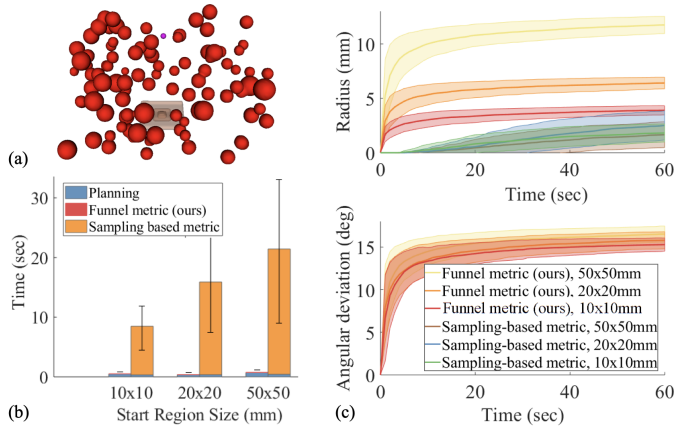 (a)
30
20
10
0
Time (sec)
Planning
Funnel metric (ours)
Sampling based metric
10x10
20x20
50x50
Start Region Size (mm)
(b)
10
5
0
Radius (mm)
0
20
40
60
Time (sec)
15
10
5
0
Angular deviation (deg)
Funnel metric (ours), 50x50mm
Funnel metric (ours), 20x20mm
Funnel metric (ours), 10x10mm
Sampling-based metric, 50x50mm
Sampling-based metric, 20x20mm
Sampling-based metric, 10x10mm
0
20
40
60
Time (sec)
(c)